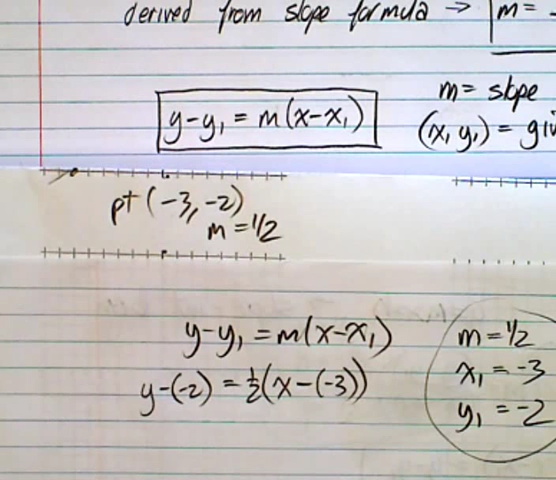 derived from slope formula → m =
y-y₁ = m(x-x₁)
m = slope
(x, y₁) =
pt (-3, -2)
m = 1/2
y-y₁ = m(x-x₁)
y-(-2) = ½(x-(-3))
m = 1/2
x₁ = -3
y₁ = -2